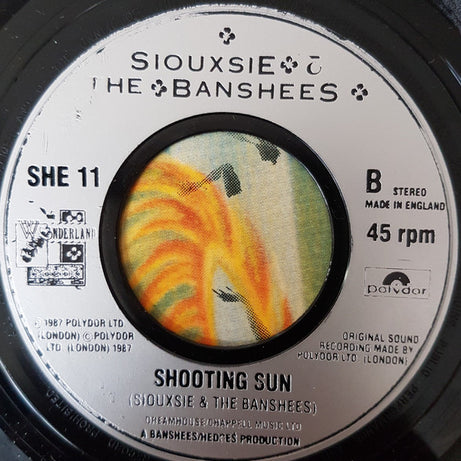 SIOUXSIE &
THE BANSHEES
SHE 11
B STEREO
MADE IN ENGLAND
WONDERLAND
45 rpm
polydor
℗ 1987 POLYDOR LTD.
(LONDON) © POLYDOR
LTD. (LONDON) 1987
ORIGINAL SOUND
RECORDING MADE BY
POLYDOR LTD. (LONDON)
SHOOTING SUN
(SIOUXSIE & THE BANSHEES)
DREAMHOUSE/CHAPPELL MUSIC LTD
A BANSHEES/HEDGES PRODUCTION